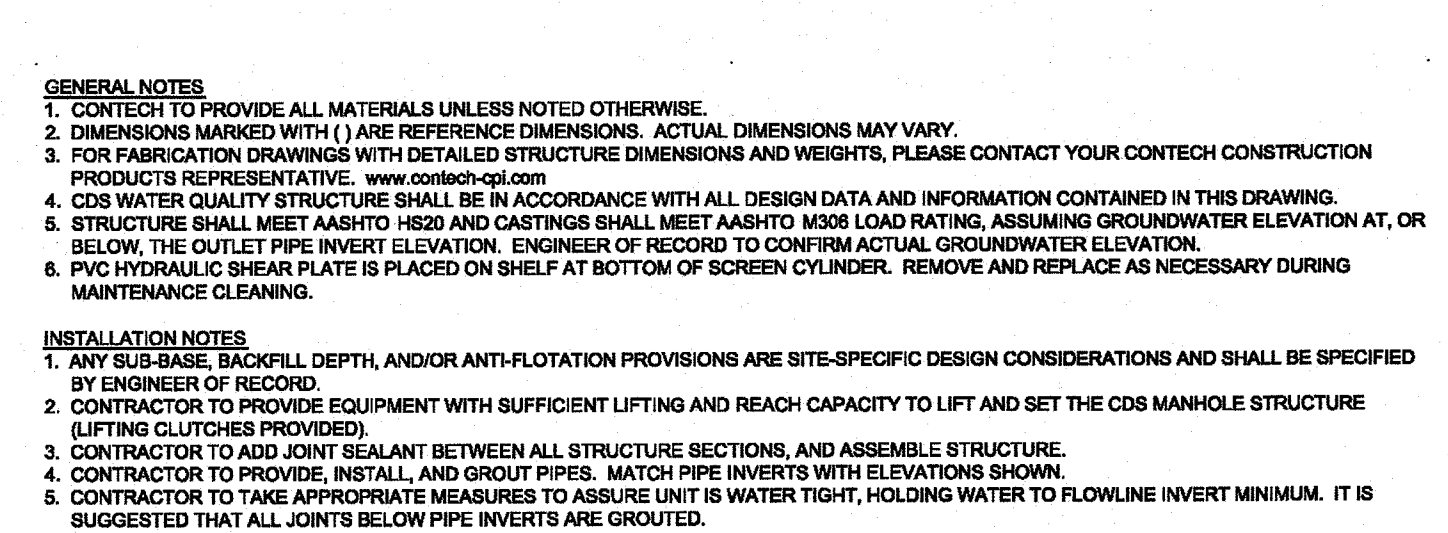 GENERAL NOTES
1. CONTECH TO PROVIDE ALL MATERIALS UNLESS NOTED OTHERWISE.
2. DIMENSIONS MARKED WITH ( ) ARE REFERENCE DIMENSIONS. ACTUAL DIMENSIONS MAY VARY.
3. FOR FABRICATION DRAWINGS WITH DETAILED STRUCTURE DIMENSIONS AND WEIGHTS, PLEASE CONTACT YOUR CONTECH CONSTRUCTION
PRODUCTS REPRESENTATIVE. www.contech-cpi.com
4. CDS WATER QUALITY STRUCTURE SHALL BE IN ACCORDANCE WITH ALL DESIGN DATA AND INFORMATION CONTAINED IN THIS DRAWING.
5. STRUCTURE SHALL MEET AASHTO HS20 AND CASTINGS SHALL MEET AASHTO M306 LOAD RATING, ASSUMING GROUNDWATER ELEVATION AT, OR
BELOW, THE OUTLET PIPE INVERT ELEVATION. ENGINEER OF RECORD TO CONFIRM ACTUAL GROUNDWATER ELEVATION.
6. PVC HYDRAULIC SHEAR PLATE IS PLACED ON SHELF AT BOTTOM OF SCREEN CYLINDER. REMOVE AND REPLACE AS NECESSARY DURING
MAINTENANCE CLEANING.
INSTALLATION NOTES
1. ANY SUB-BASE, BACKFILL DEPTH, AND/OR ANTI-FLOTATION PROVISIONS ARE SITE-SPECIFIC DESIGN CONSIDERATIONS AND SHALL BE SPECIFIED
BY ENGINEER OF RECORD.
2. CONTRACTOR TO PROVIDE EQUIPMENT WITH SUFFICIENT LIFTING AND REACH CAPACITY TO LIFT AND SET THE CDS MANHOLE STRUCTURE
(LIFTING CLUTCHES PROVIDED).
3. CONTRACTOR TO ADD JOINT SEALANT BETWEEN ALL STRUCTURE SECTIONS, AND ASSEMBLE STRUCTURE.
4. CONTRACTOR TO PROVIDE, INSTALL, AND GROUT PIPES. MATCH PIPE INVERTS WITH ELEVATIONS SHOWN.
5. CONTRACTOR TO TAKE APPROPRIATE MEASURES TO ASSURE UNIT IS WATER TIGHT, HOLDING WATER TO FLOWLINE INVERT MINIMUM. IT IS
SUGGESTED THAT ALL JOINTS BELOW PIPE INVERTS ARE GROUTED.